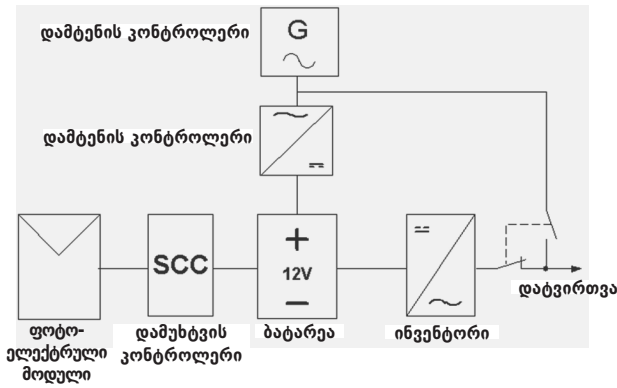 დამტენის კონტროლერი
G
დამტენის კონტროლერი
SCC
+
12V
−
დატვირთვა
ფოტო-
ელექტრული
მოდული
დამუხტვის
კონტროლერი
ბატარეა
ინვენტორი